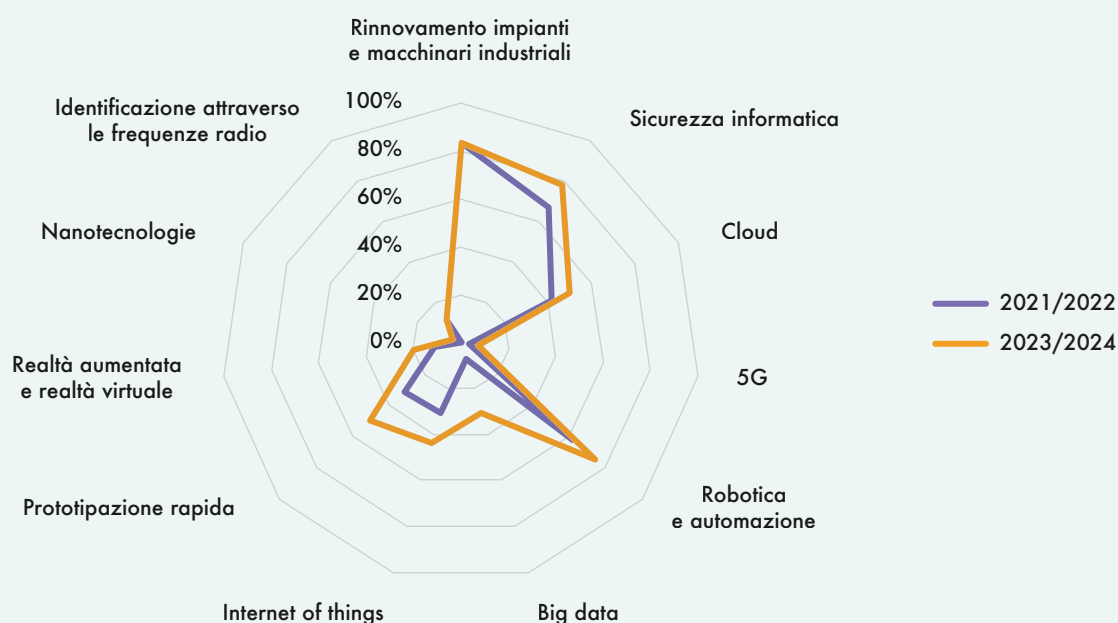 Rinnovamento impianti
e macchinari industriali
Identificazione attraverso
le frequenze radio
Sicurezza informatica
Nanotecnologie
Cloud
Realtà aumentata
e realtà virtuale
5G
Prototipazione rapida
Robotica
e automazione
Internet of things
Big data
100%
80%
60%
40%
20%
0%
2021/2022
2023/2024